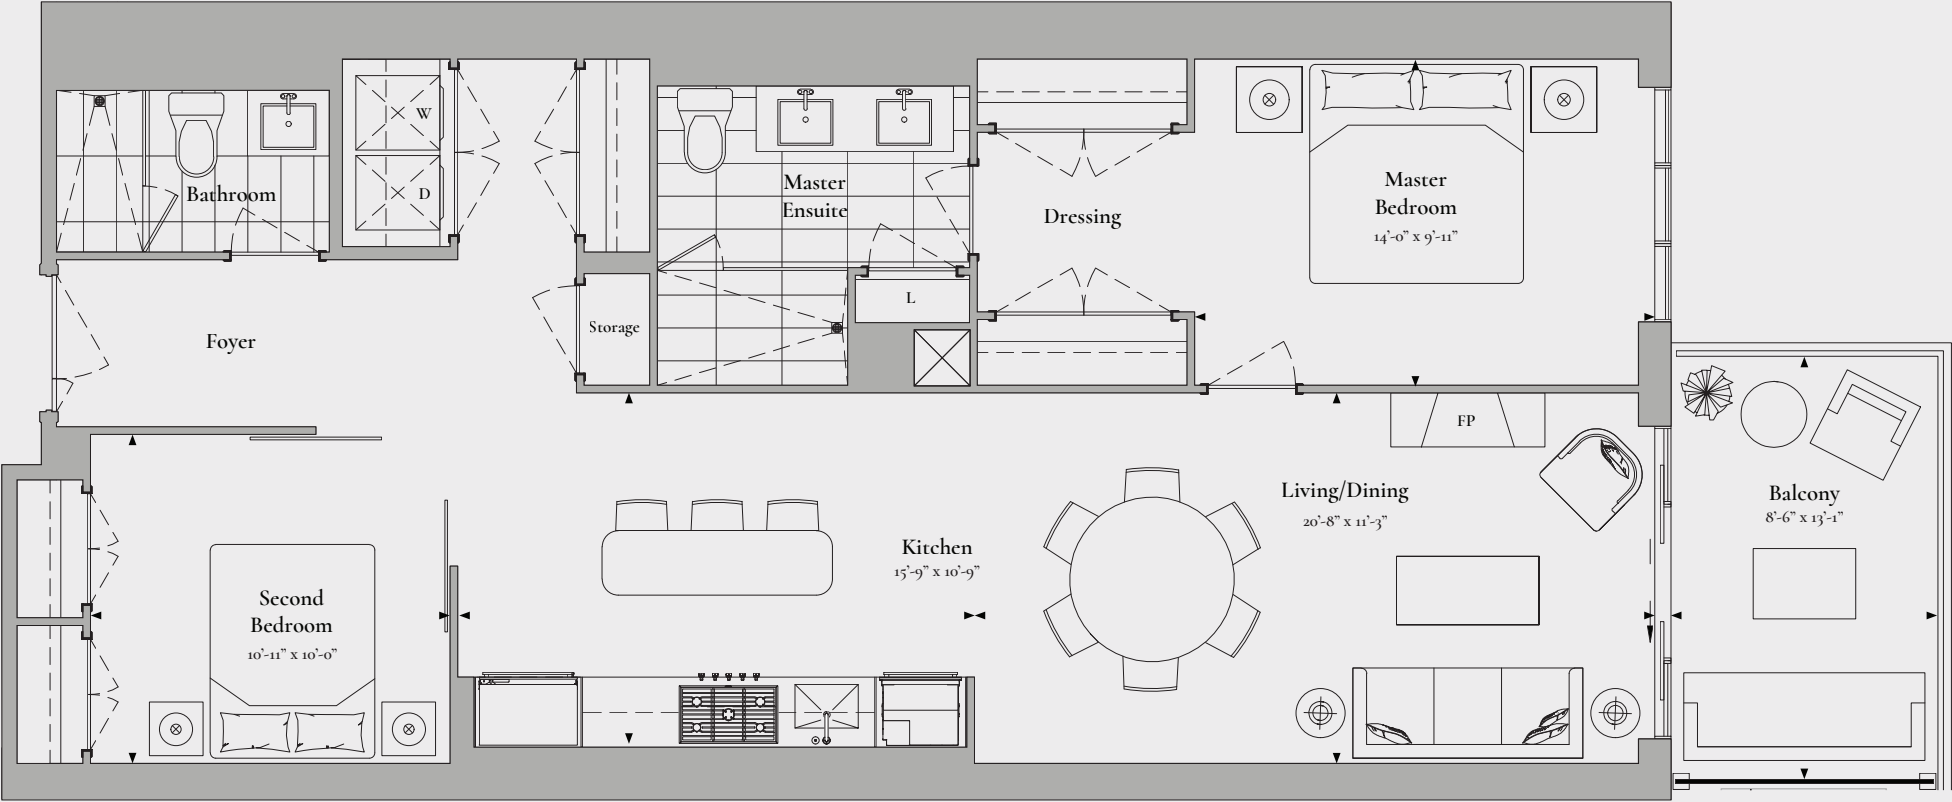 W
D
Bathroom
Master
Ensuite
Dressing
Master
Bedroom
14'-0" x 9'-11"
L
Storage
Foyer
FP
Living/Dining
20'-8" x 11'-3"
Balcony
8'-6" x 13'-1"
Kitchen
15'-9" x 10'-9"
Second
Bedroom
10'-11" x 10'-0"